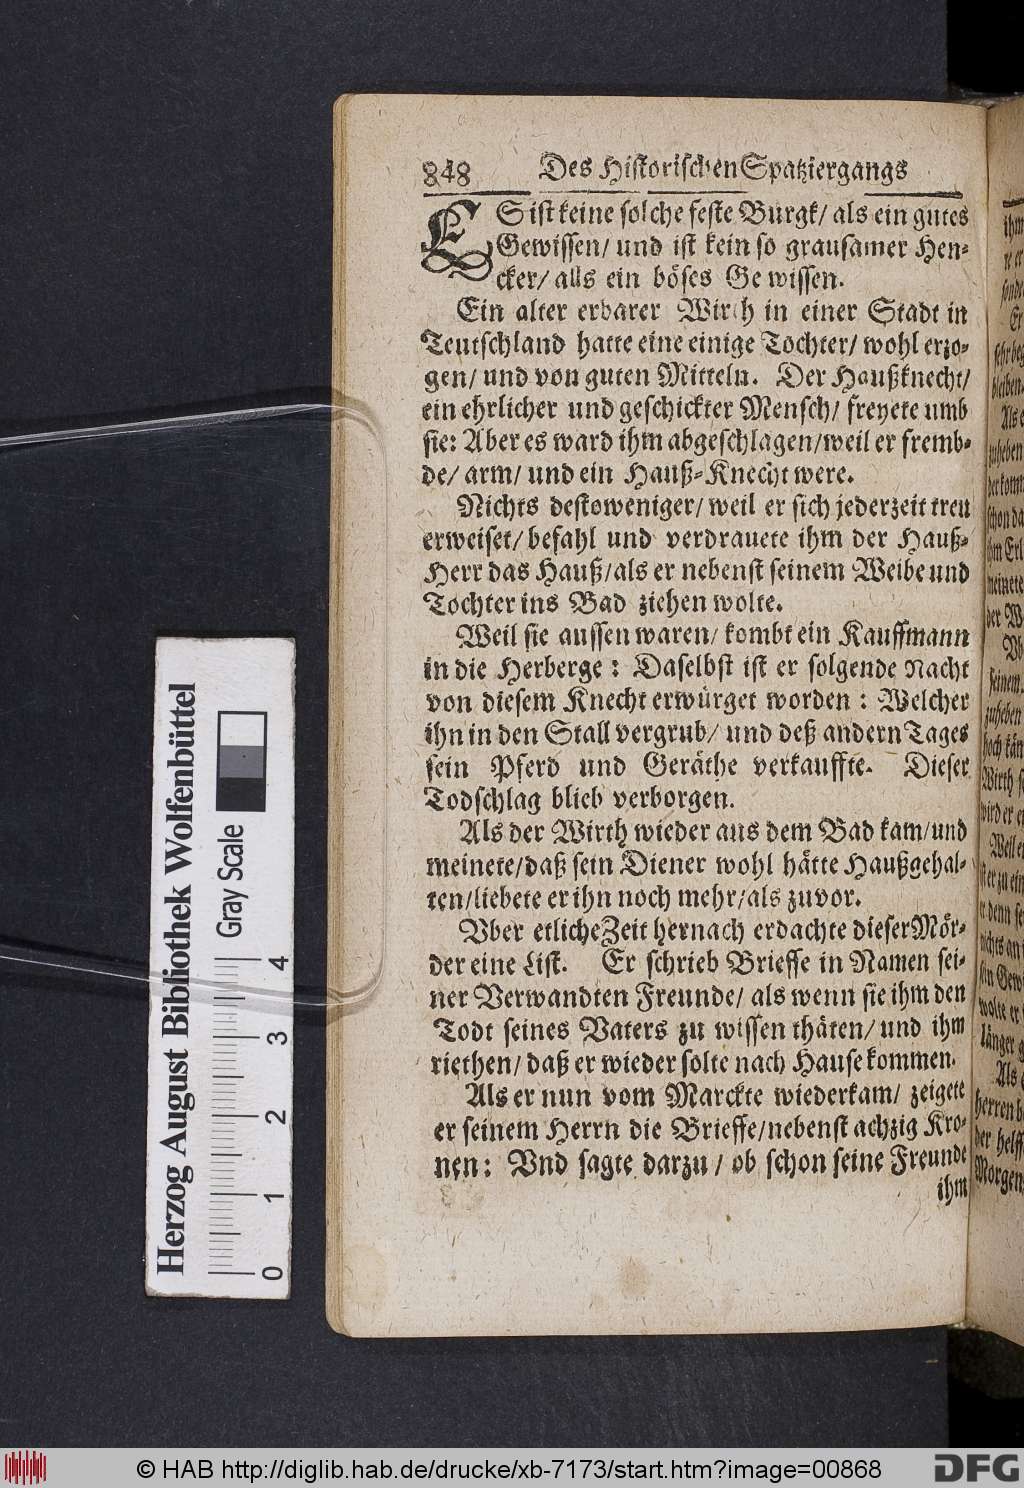 848 Des Historischen Spatziergangs
ES ist keine solche feste Burgk/ als ein gutes
Gewissen/ und ist kein so grausamer Hen-
cker/ alls ein böses Gewissen.
Ein alter erbarer Wirth in einer Stadt in
Teutschland hatte eine einige Tochter/ wohl erzo-
gen/ und von guten Mitteln. Der Haußknecht/
ein ehrlicher und geschickter Mensch/ freyete umb
sie: Aber es ward ihm abgeschlagen/ weil er fremb-
de/ arm/ und ein Hauß-Knecht were.
Nichts destoweniger/ weil er sich jederzeit treu
erweiset/ befahl und verdrauete ihm der Hauß-
Herr das Hauß/ als er nebenst seinem Weibe und
Tochter ins Bad ziehen wolte.
Weil sie aussen waren/ kombt ein Kauffmann
in die Herberge: Daselbst ist er folgende Nacht
von diesem Knecht erwürget worden: Welcher
ihn in den Stall vergrub/ und deß andern Tages
sein Pferd und Geräthe verkauffte. Dieser
Todschlag blieb verborgen.
Als der Wirth wieder aus dem Bad kam/ und
meinete/ daß sein Diener wohl hätte Haußgehal-
ten/ liebete er ihn noch mehr/ als zuvor.
Vber etliche Zeit hernach erdachte dieser Mör-
der eine List. Er schrieb Brieffe in Namen sei-
ner Verwandten Freunde/ als wenn sie ihm den
Todt seines Vaters zu wissen thäten/ und ihm
riethen/ daß er wieder solte nach Hause kommen.
Als er nun vom Marckte wiederkam/ zeigete
er seinem Herrn die Brieffe/ nebenst achzig Kro-
nen: Vnd sagte darzu/ ob schon seine Freunde
ihm
Herzog August Bibliothek Wolfenbüttel
Gray Scale
0 1 2 3 4
© HAB http://diglib.hab.de/drucke/xb-7173/start.htm?image=00868
DFG